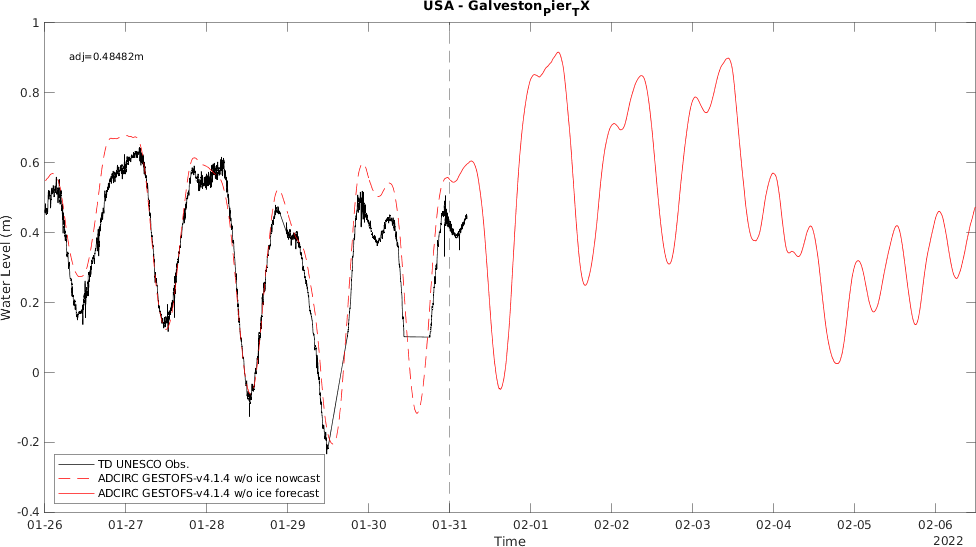 USA - GalvestonPierTX
adj=0.48482m
1
0.8
0.6
0.4
0.2
0
-0.2
-0.4
Water Level (m)
TD UNESCO Obs.
ADCIRC GESTOFS-v4.1.4 w/o ice nowcast
ADCIRC GESTOFS-v4.1.4 w/o ice forecast
01-26 01-27 01-28 01-29 01-30 01-31 02-01 02-02 02-03 02-04 02-05 02-06
Time
2022